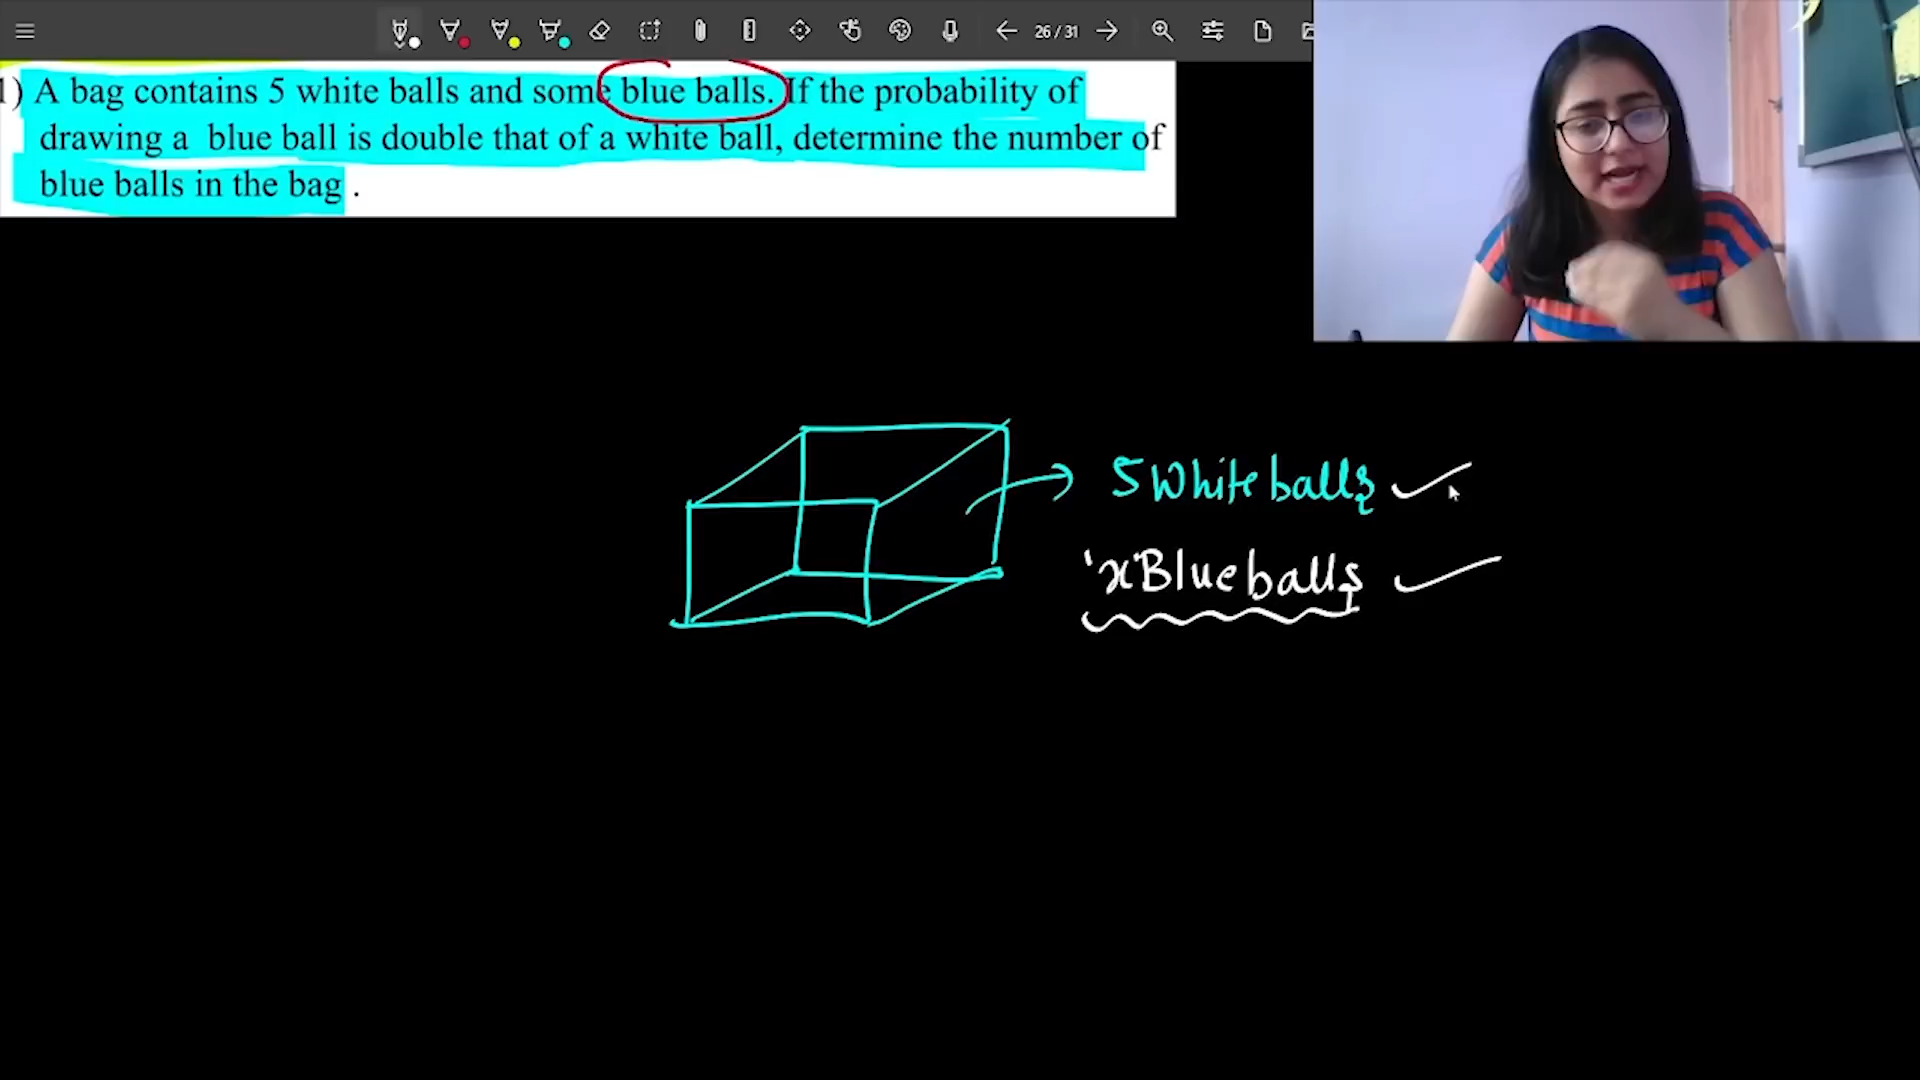 26 / 31
1) A bag contains 5 white balls and some blue balls. If the probability of
drawing a blue ball is double that of a white ball, determine the number of
blue balls in the bag .
5 White balls
'x' Blue balls